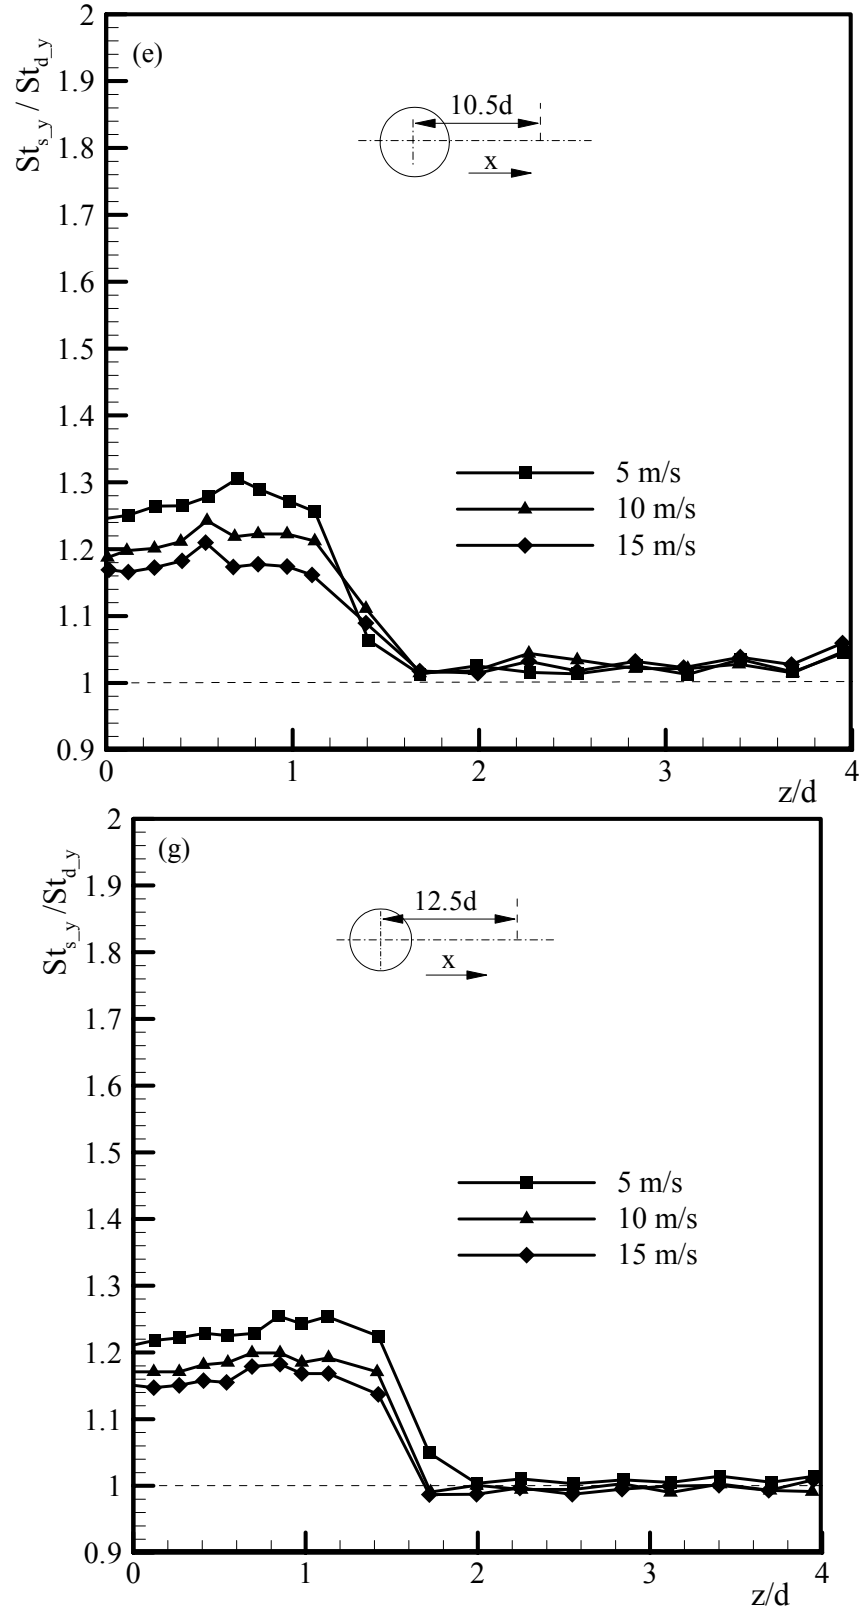 2
(e)
1.9
St_s_y / St_d_y
10.5d
1.8
x
1.7
1.6
1.5
1.4
1.3
5 m/s
10 m/s
1.2
15 m/s
1.1
1
0.9
0 1 2 3 4
z/d
2
(g)
1.9
St_s_y /St_d_y
12.5d
1.8
x
1.7
1.6
1.5
5 m/s
1.4
10 m/s
15 m/s
1.3
1.2
1.1
1
0.9
0 1 2 3 4
z/d